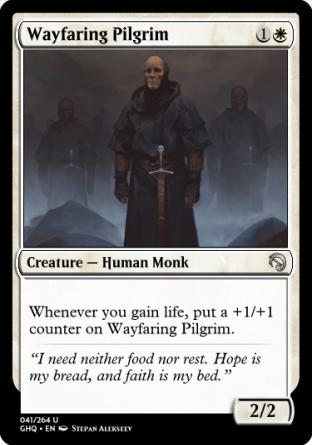 Wayfaring Pilgrim 1
Creature — Human Monk
Whenever you gain life, put a +1/+1
counter on Wayfaring Pilgrim.
“I need neither food nor rest. Hope is
my bread, and faith is my bed.”
2/2
041/264 U
GHQ • EN Stepan Alekseev